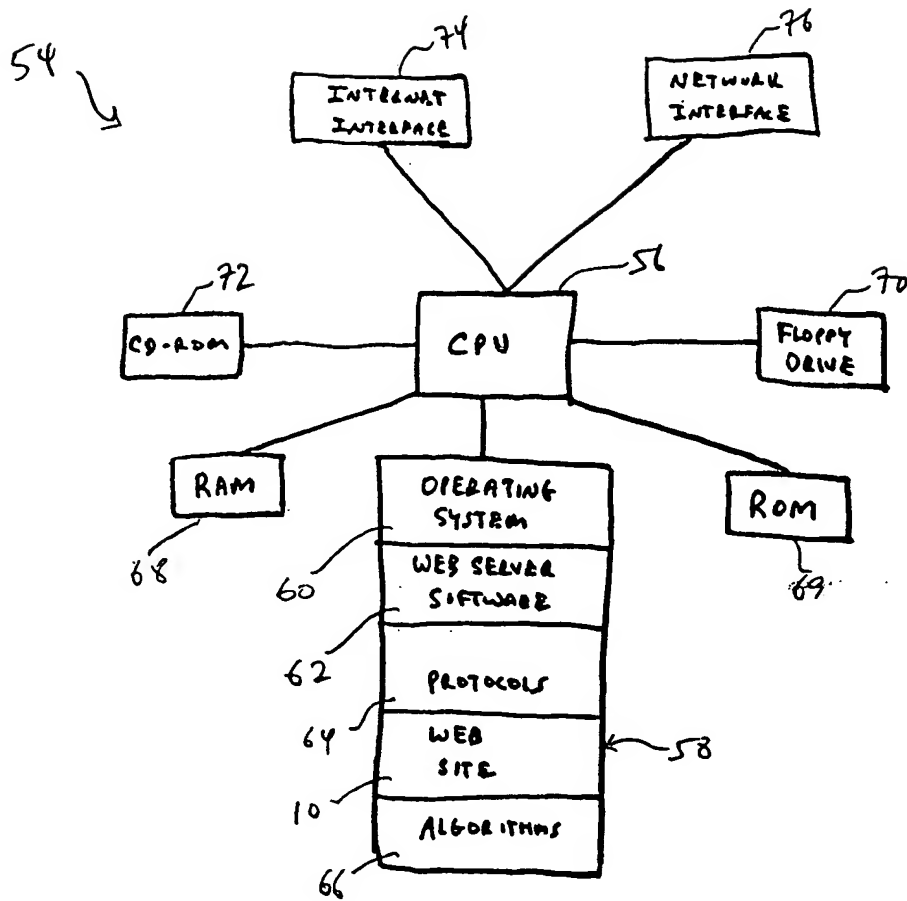 54
74
76
INTERNET
INTERFACE
NETWORK
INTERFACE
72
56
70
CD-ROM
CPU
FLOPPY
DRIVE
RAM
68
OPERATING
SYSTEM
60
ROM
69
WEB SERVER
SOFTWARE
62
PROTOCOLS
64
WEB
SITE
58
10
ALGORITHMS
66